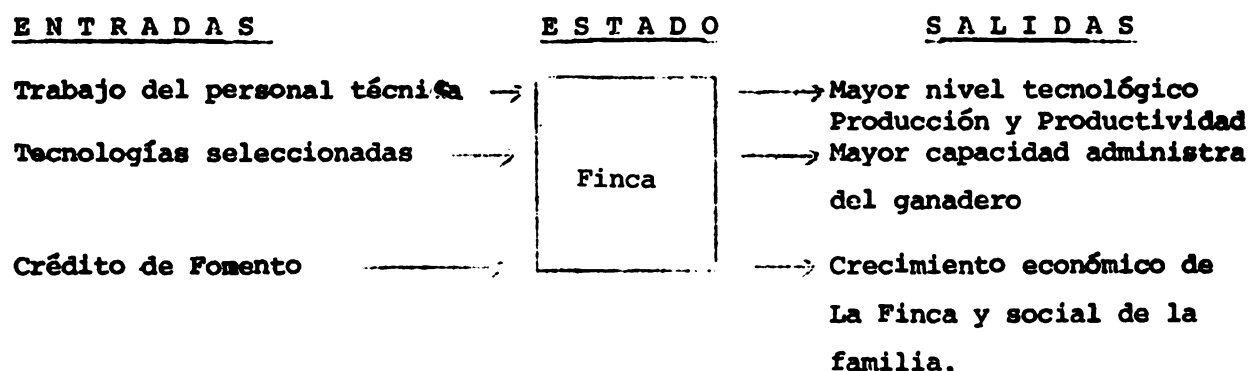 E N T R A D A S E S T A D O S A L I D A S
Trabajo del personal técnica → → Mayor nivel tecnológico
Producción y Productividad
Tecnologías seleccionadas → → Mayor capacidad administra
Finca
del ganadero
Crédito de Fomento → → Crecimiento económico de
La Finca y social de la
familia.